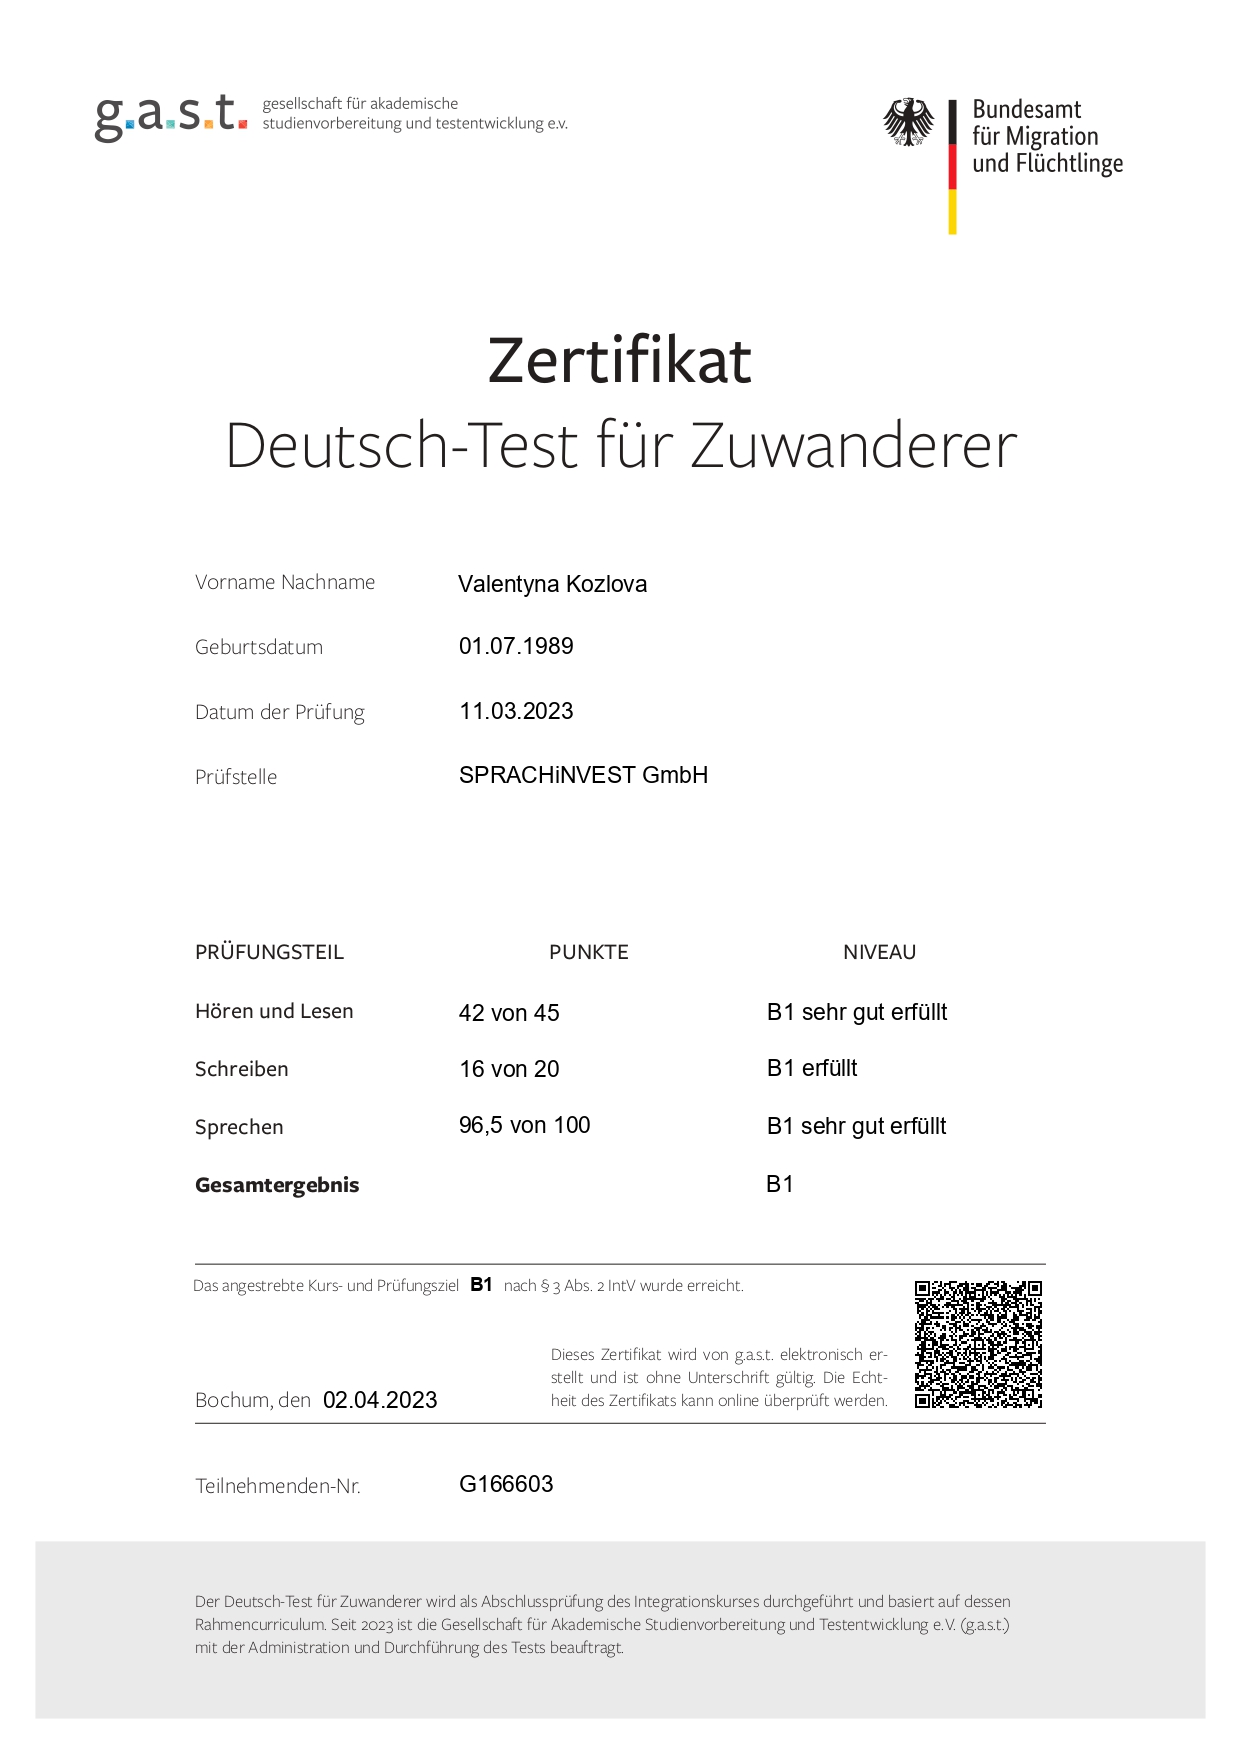 g.a.s.t. gesellschaft für akademische
studienvorbereitung und testentwicklung e.v.
Bundesamt
für Migration
und Flüchtlinge
Zertifikat
Deutsch-Test für Zuwanderer
Vorname Nachname Valentyna Kozlova
Geburtsdatum 01.07.1989
Datum der Prüfung 11.03.2023
Prüfstelle SPRACHiNVEST GmbH
PRÜFUNGSTEIL PUNKTE NIVEAU
Hören und Lesen 42 von 45 B1 sehr gut erfüllt
Schreiben 16 von 20 B1 erfüllt
Sprechen 96,5 von 100 B1 sehr gut erfüllt
Gesamtergebnis B1
Das angestrebte Kurs- und Prüfungsziel B1 nach § 3 Abs. 2 IntV wurde erreicht.
Dieses Zertifikat wird von g.a.s.t. elektronisch er-
stellt und ist ohne Unterschrift gültig. Die Echt-
heit des Zertifikats kann online überprüft werden.
Bochum, den 02.04.2023
Teilnehmenden-Nr. G166603
Der Deutsch-Test für Zuwanderer wird als Abschlussprüfung des Integrationskurses durchgeführt und basiert auf dessen
Rahmencurriculum. Seit 2023 ist die Gesellschaft für Akademische Studienvorbereitung und Testentwicklung e.V. (g.a.s.t.)
mit der Administration und Durchführung des Tests beauftragt.